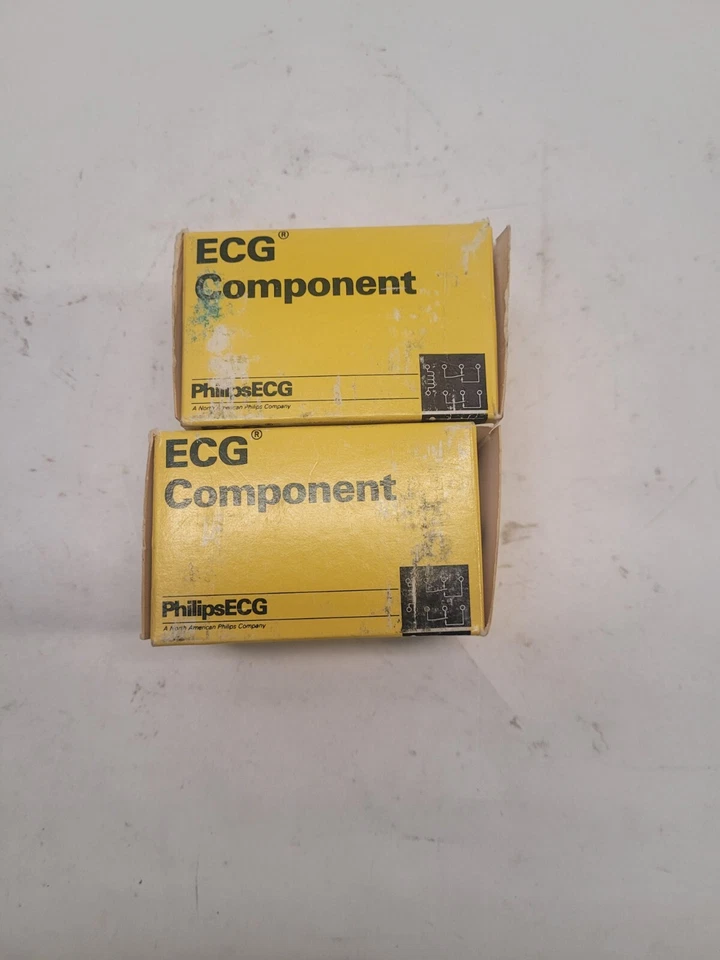 ECG®
Component
PhilipsECG
A North American Philips Company
ECG®
Component
PhilipsECG
A North American Philips Company